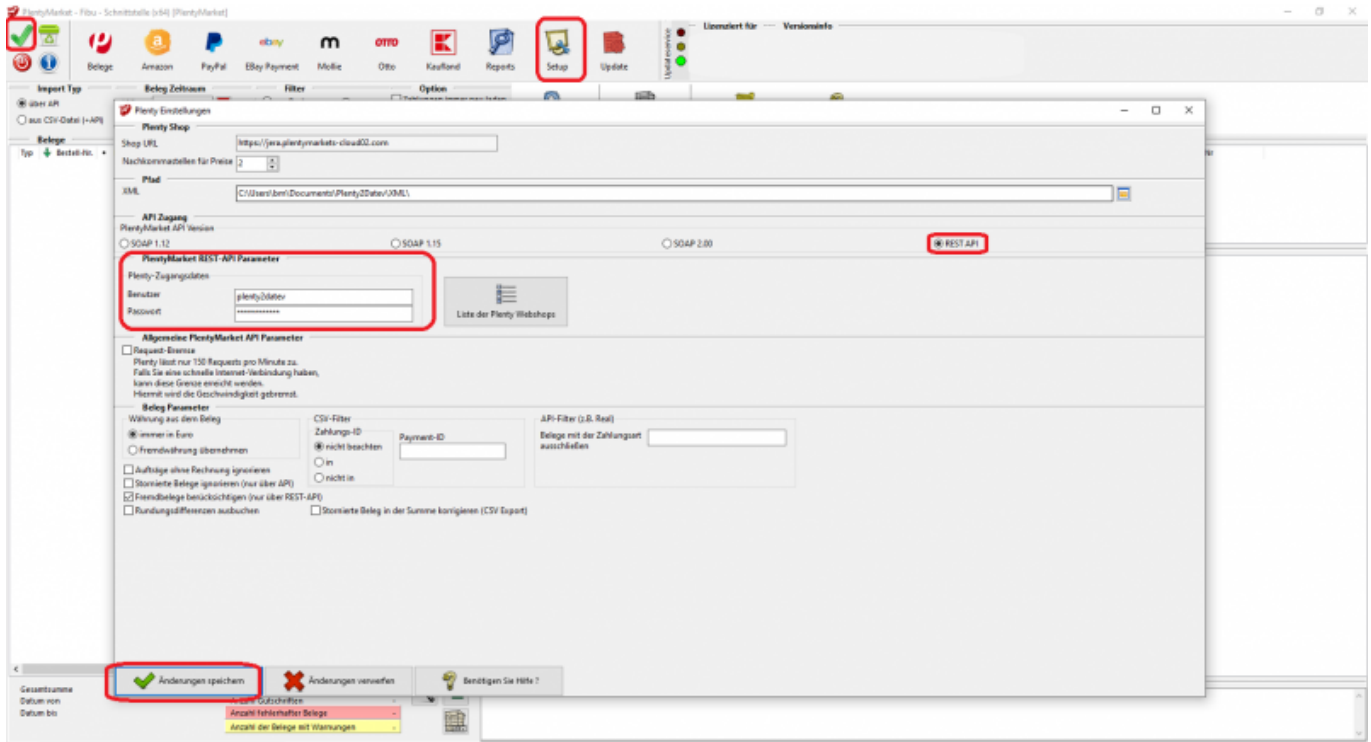 PlentyMarket - Fibu - Schnittstelle (x64) [PlentyMarket]
Belege
Amazon
PayPal
ebay
EBay Payment
Mollie
OTTO
Otto
Kaufland
Reports
Setup
Update
Updateservice
Lizenziert für
Versionsinfo
Import Typ
Beleg Zeitraum
Filter
Option
über API
aus CSV-Datei (+API)
Belege
Typ
Bestell-Nr.
Plenty Einstellungen
Plenty Shop
Shop URL
https://jera.plentymarkets-cloud02.com
Nachkommastellen für Preise 2
Pfad
XML
C:\Users\bm\Documents\Plenty2Datev\XML\
API Zugang
PlentyMarket API Version
SOAP 1.12
SOAP 1.15
SOAP 2.00
REST API
PlentyMarket REST-API Parameter
Plenty-Zugangsdaten
Benutzer
plenty2datev
Passwort
Liste der Plenty Webshops
Allgemeine PlentyMarket API Parameter
Request-Bremse
Plenty lässt nur 150 Requests pro Minute zu.
Falls Sie eine schnelle Internet-Verbindung haben,
kann diese Grenze erreicht werden.
Hiermit wird die Geschwindigkeit gebremst.
Beleg Parameter
Währung aus dem Beleg
immer in Euro
Fremdwährung übernehmen
CSV-Filter
Zahlungs-ID
nicht beachten
in
nicht in
Payment-ID
API-Filter (z.B. Real)
Belege mit der Zahlungsart
ausschließen
Aufträge ohne Rechnung ignorieren
Stornierte Belege ignorieren (nur über API)
Fremdbelege berücksichtigen (nur über REST-API)
Rundungsdifferenzen ausbuchen
Stornierte Beleg in der Summe korrigieren (CSV Export)
Änderungen speichern
Änderungen verwerfen
Benötigen Sie Hilfe ?
Gesamtsumme
Datum von
Datum bis
Anzahl Gutschriften
Anzahl fehlerhafter Belege
Anzahl der Belege mit Warnungen